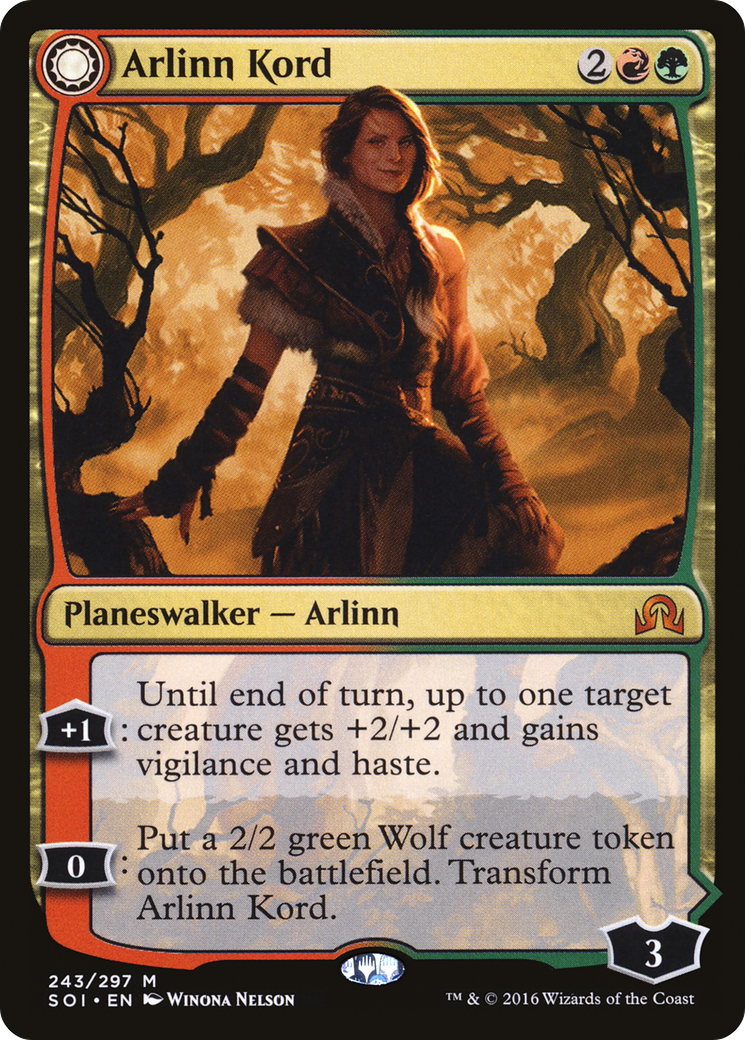 Arlinn Kord 2
Planeswalker — Arlinn
+1: Until end of turn, up to one target
creature gets +2/+2 and gains
vigilance and haste.
0: Put a 2/2 green Wolf creature token
onto the battlefield. Transform
Arlinn Kord.
3
243/297 M
SOI • EN Winona Nelson
™ & © 2016 Wizards of the Coast